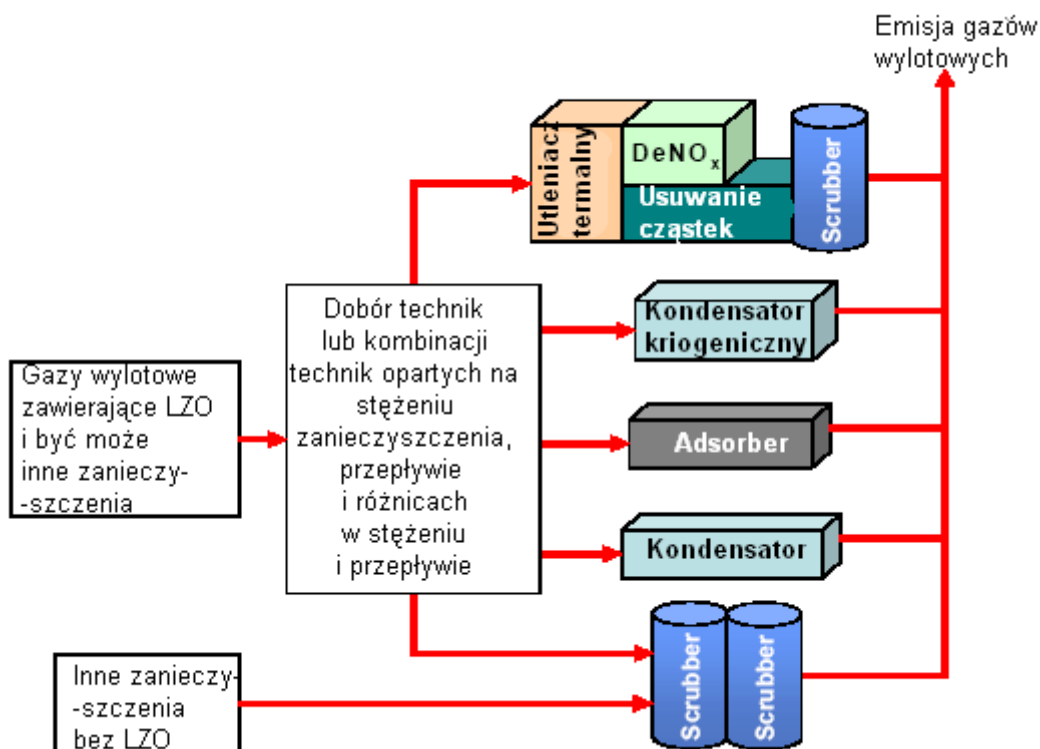 Emisja gazów
wylotowych
Utleniacz
termalny
DeNOx
Usuwanie
cząstek
Scrubber
Dobór technik
lub kombinacji
technik opartych na
stężeniu
zanieczyszczenia,
przepływie
i różnicach
w stężeniu
i przepływie
Kondensator
kriogeniczny
Gazy wylotowe
zawierające LZO
i być może
inne zanieczy-
-szczenia
Adsorber
Kondensator
Scrubber
Scrubber
Inne zanieczy-
-szczenia
bez LZO